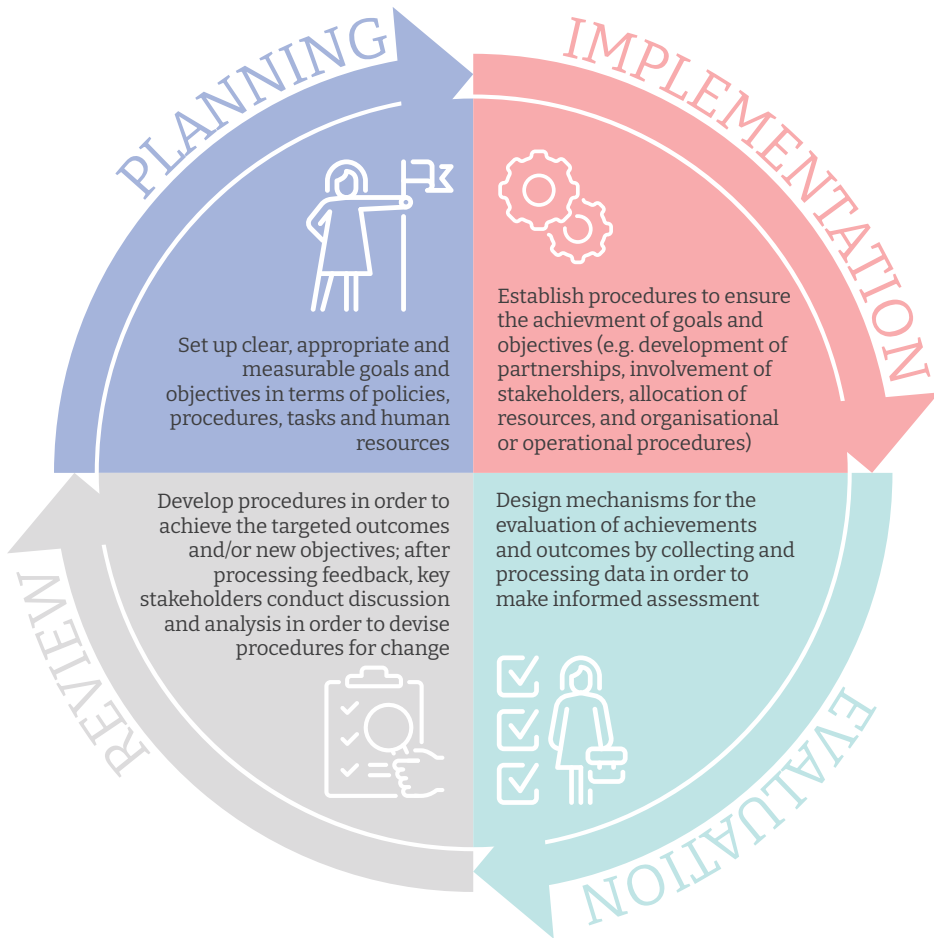 PLANNING
Set up clear, appropriate and
measurable goals and
objectives in terms of policies,
procedures, tasks and human
resources
IMPLEMENTATION
Establish procedures to ensure
the achievment of goals and
objectives (e.g. development of
partnerships, involvement of
stakeholders, allocation of
resources, and organisational
or operational procedures)
EVALUATION
Design mechanisms for the
evaluation of achievements
and outcomes by collecting and
processing data in order to
make informed assessment
REVIEW
Develop procedures in order to
achieve the targeted outcomes
and/or new objectives; after
processing feedback, key
stakeholders conduct discussion
and analysis in order to devise
procedures for change